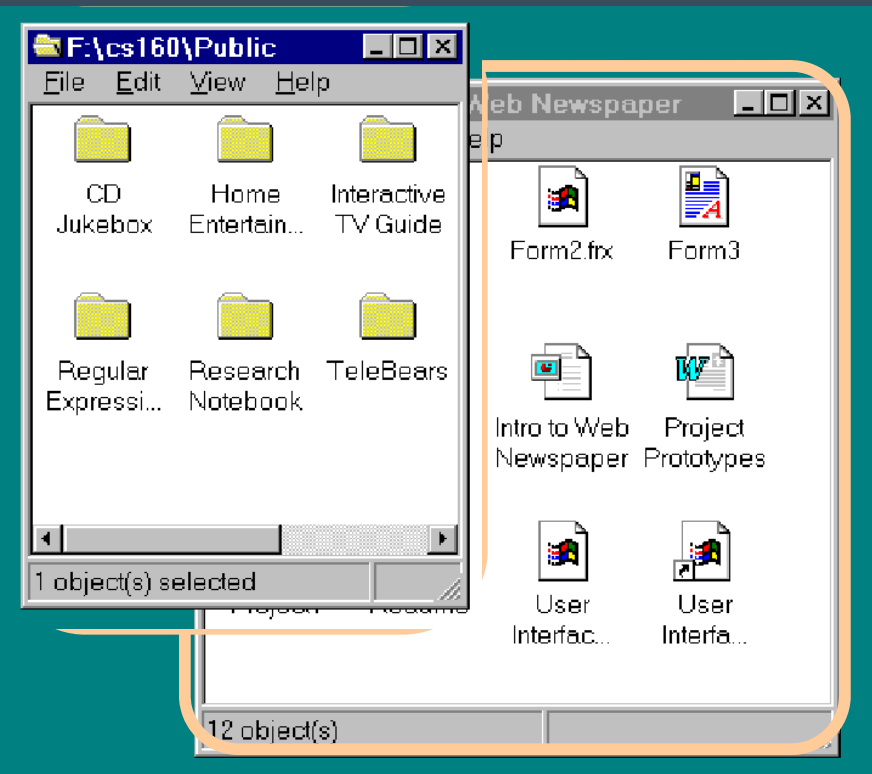 F:\cs160\Public
File Edit View Help
CD Jukebox
Home Entertain...
Interactive TV Guide
Regular Expressi...
Research Notebook
TeleBears
1 object(s) selected
Web Newspaper
elp
Form2.frx
Form3
Intro to Web Newspaper
Project Prototypes
User Interfac...
User Interfa...
12 object(s)